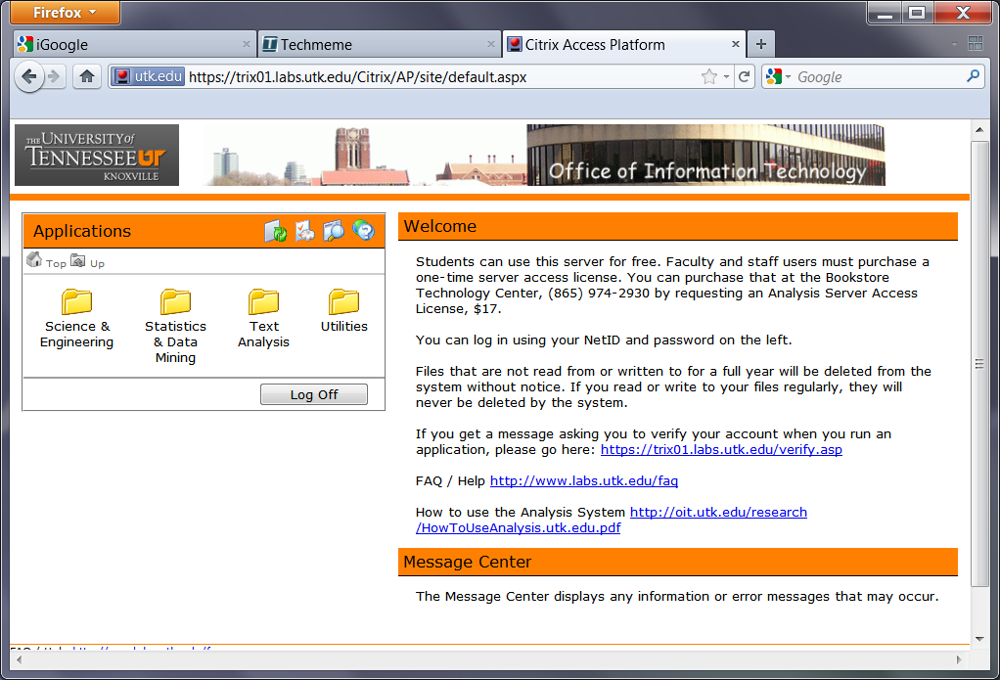 Firefox
iGoogle
Techmeme
Citrix Access Platform
utk.edu https://trix01.labs.utk.edu/Citrix/AP/site/default.aspx
Google
THE UNIVERSITY of
TENNESSEE UT
KNOXVILLE
Office of Information Technology
Applications
Top Up
Science &
Engineering
Statistics
& Data
Mining
Text
Analysis
Utilities
Log Off
Welcome
Students can use this server for free. Faculty and staff users must purchase a
one-time server access license. You can purchase that at the Bookstore
Technology Center, (865) 974-2930 by requesting an Analysis Server Access
License, $17.
You can log in using your NetID and password on the left.
Files that are not read from or written to for a full year will be deleted from the
system without notice. If you read or write to your files regularly, they will
never be deleted by the system.
If you get a message asking you to verify your account when you run an
application, please go here: https://trix01.labs.utk.edu/verify.asp
FAQ / Help http://www.labs.utk.edu/faq
How to use the Analysis System http://oit.utk.edu/research
/HowToUseAnalysis.utk.edu.pdf
Message Center
The Message Center displays any information or error messages that may occur.